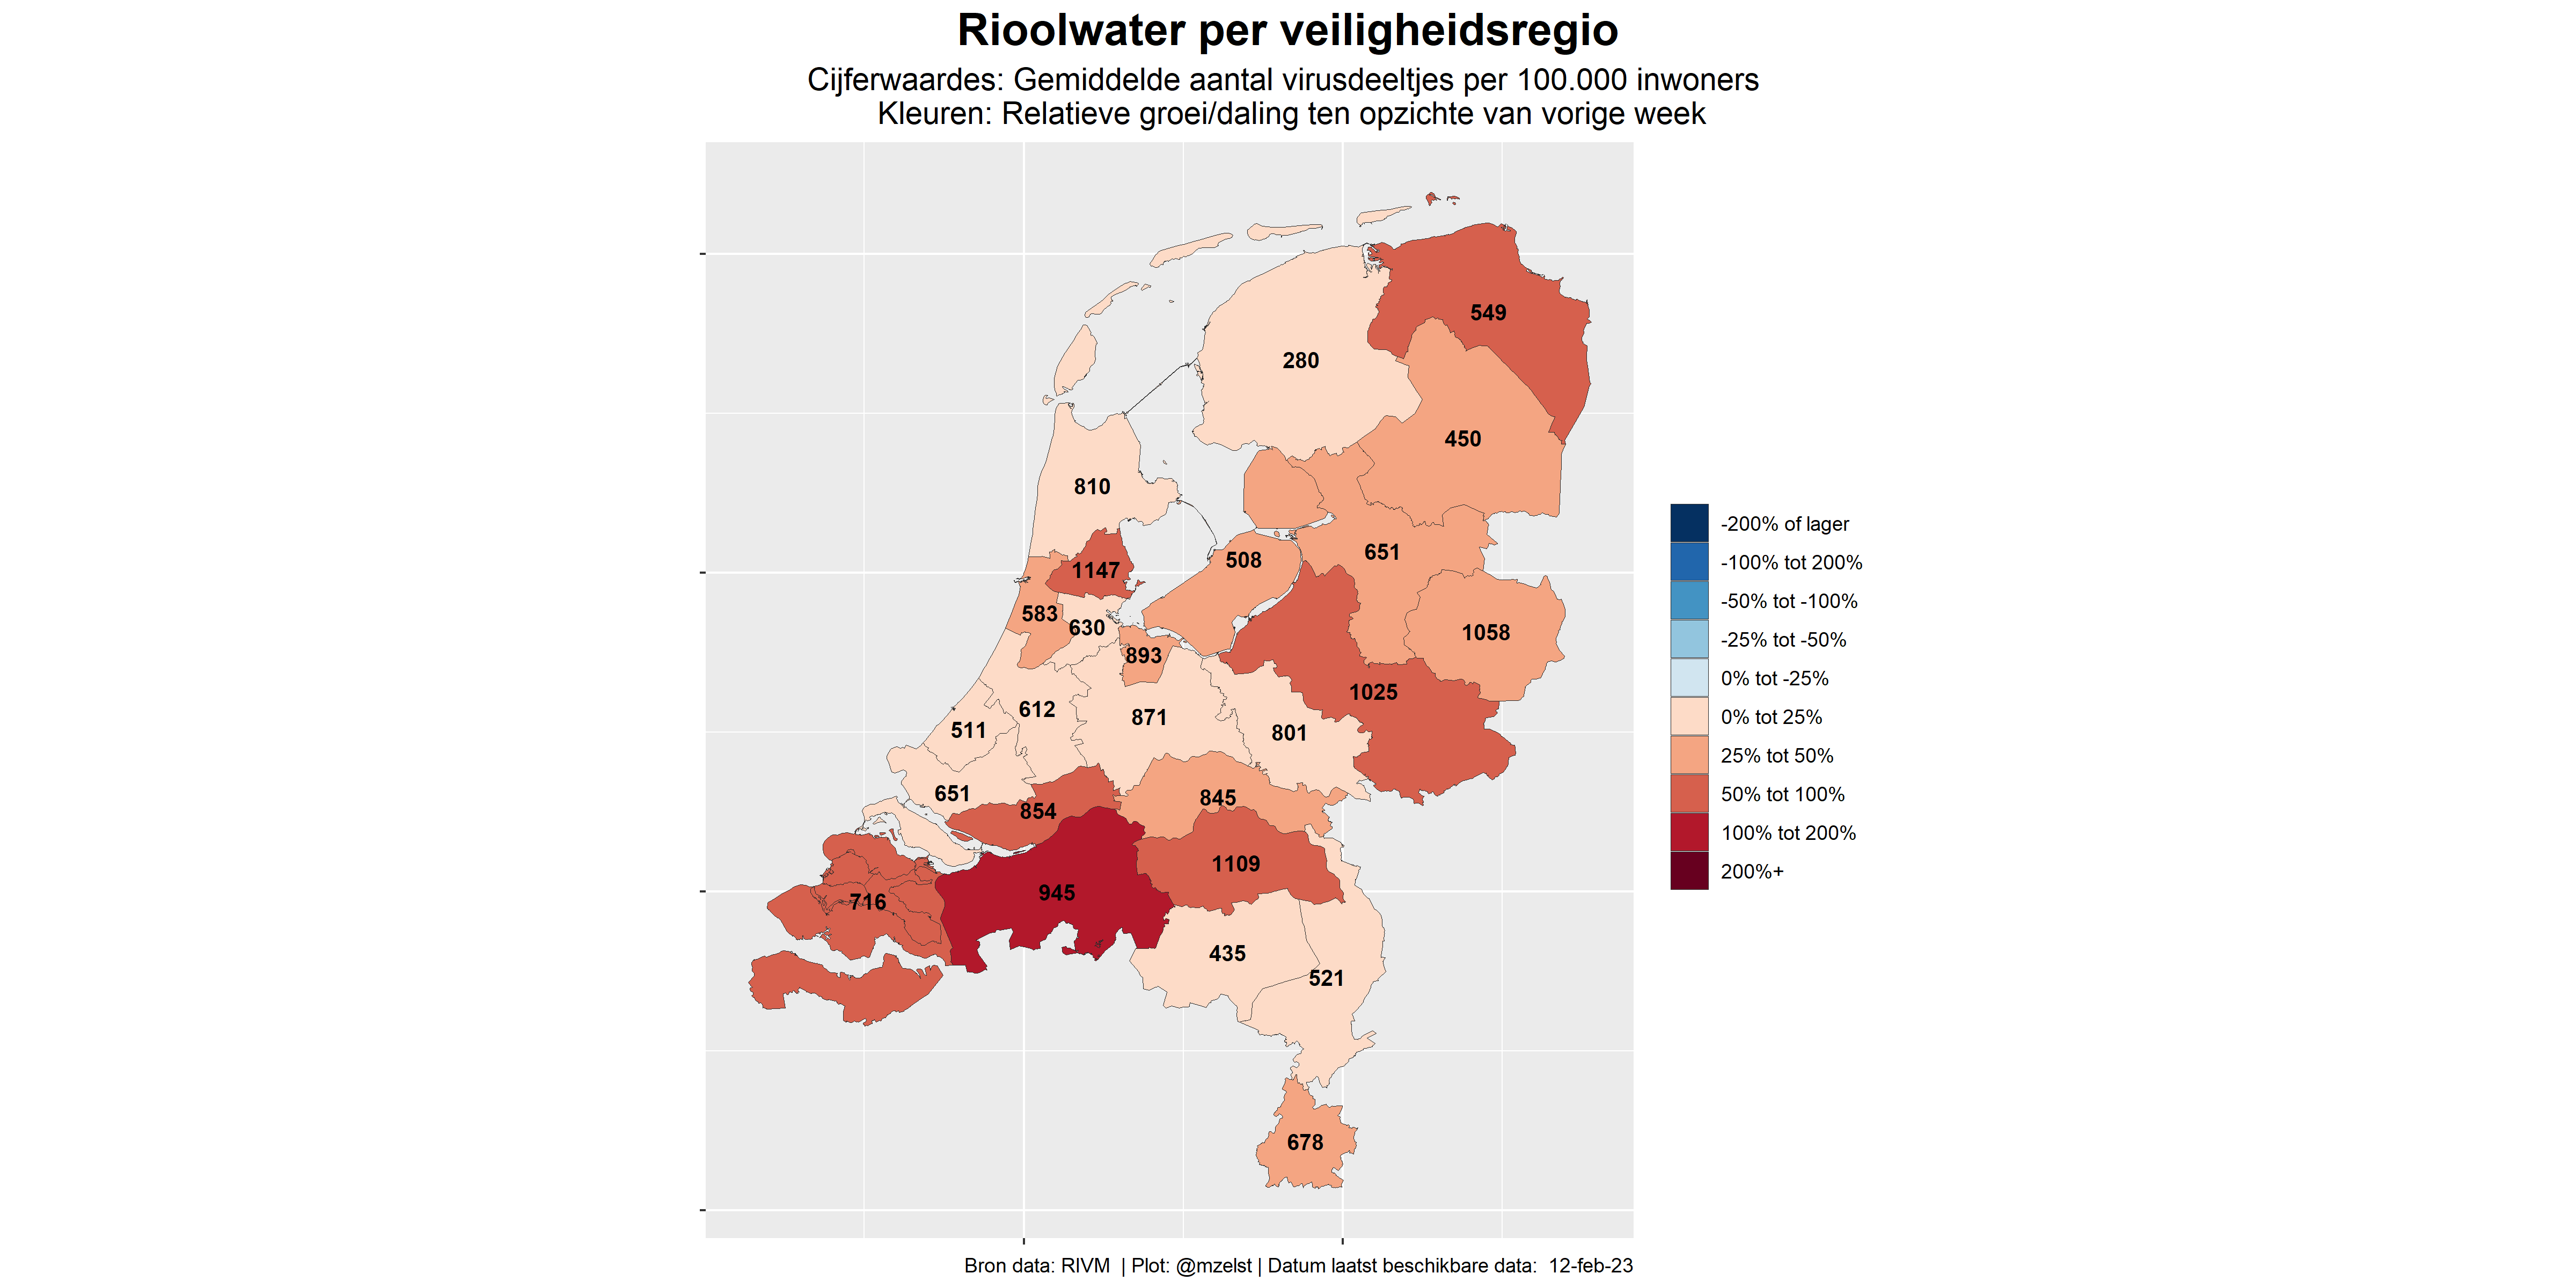 Rioolwater per veiligheidsregio
Cijferwaardes: Gemiddelde aantal virusdeeltjes per 100.000 inwoners
Kleuren: Relatieve groei/daling ten opzichte van vorige week
549
280
450
810
508
651
1147
583
630
893
1058
1025
612
871
511
801
651
854
845
1109
945
716
435
521
678
-200% of lager
-100% tot 200%
-50% tot -100%
-25% tot -50%
0% tot -25%
0% tot 25%
25% tot 50%
50% tot 100%
100% tot 200%
200%+
Bron data: RIVM | Plot: @mzelst | Datum laatst beschikbare data: 12-feb-23